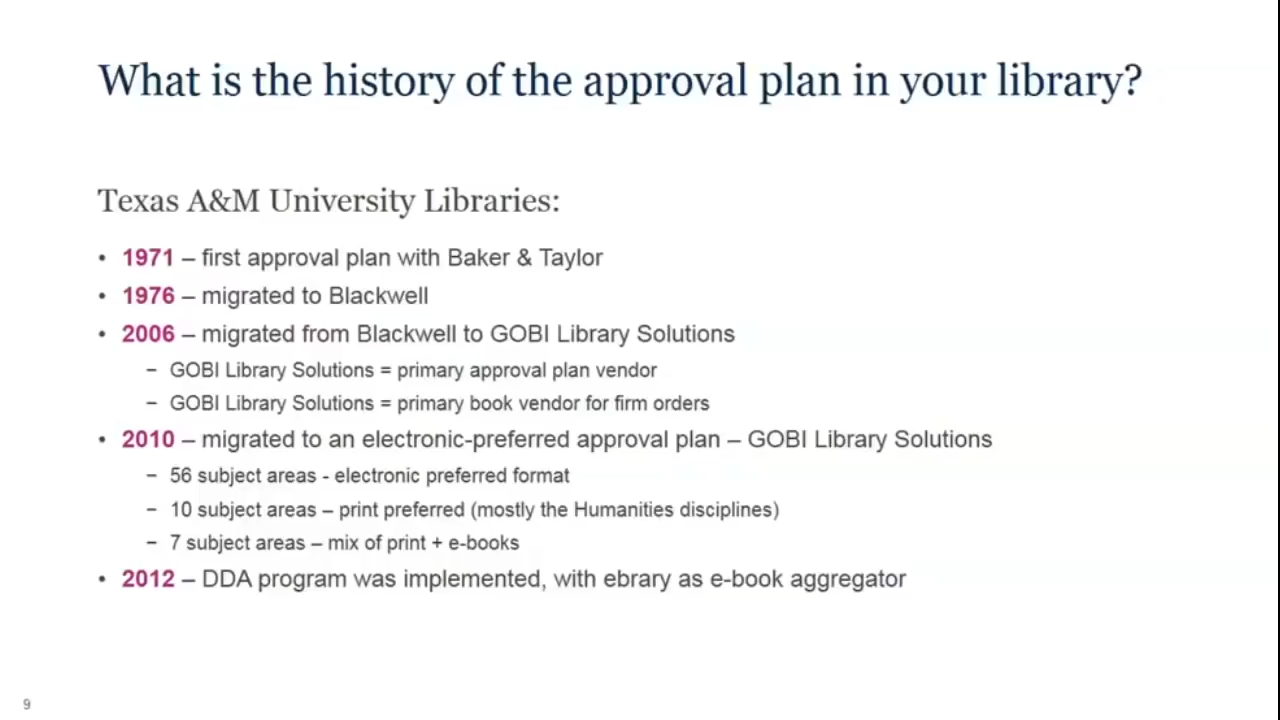 What is the history of the approval plan in your library?
Texas A&M University Libraries:
• 1971 – first approval plan with Baker & Taylor
• 1976 – migrated to Blackwell
• 2006 – migrated from Blackwell to GOBI Library Solutions
– GOBI Library Solutions = primary approval plan vendor
– GOBI Library Solutions = primary book vendor for firm orders
• 2010 – migrated to an electronic-preferred approval plan – GOBI Library Solutions
– 56 subject areas - electronic preferred format
– 10 subject areas – print preferred (mostly the Humanities disciplines)
– 7 subject areas – mix of print + e-books
• 2012 – DDA program was implemented, with ebrary as e-book aggregator
9